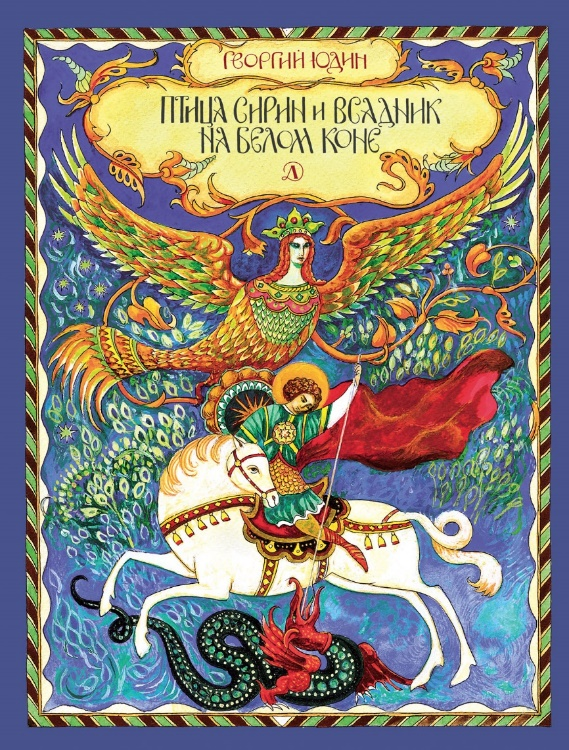 ГЕОРГИЙ ЮДИН
ПТИЦА СИРИН и ВСАДНИК
НА БЕЛОМ КОНЕ
Д